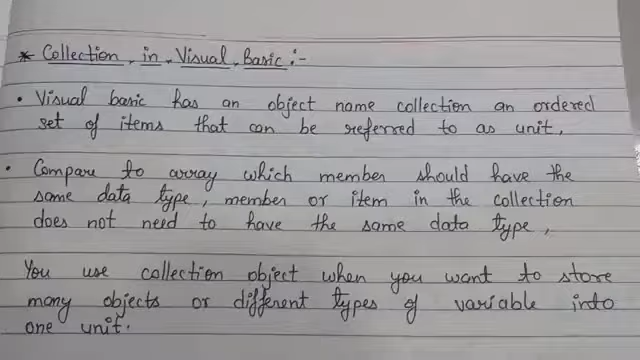 * Collection in Visual Basic :-
• Visual basic has an object name collection an ordered
set of items that can be referred to as unit.
• Compare to array which member should have the
same data type, member or item in the collection
does not need to have the same data type,
You use collection object when you want to store
many objects or different types of variable into
one unit.